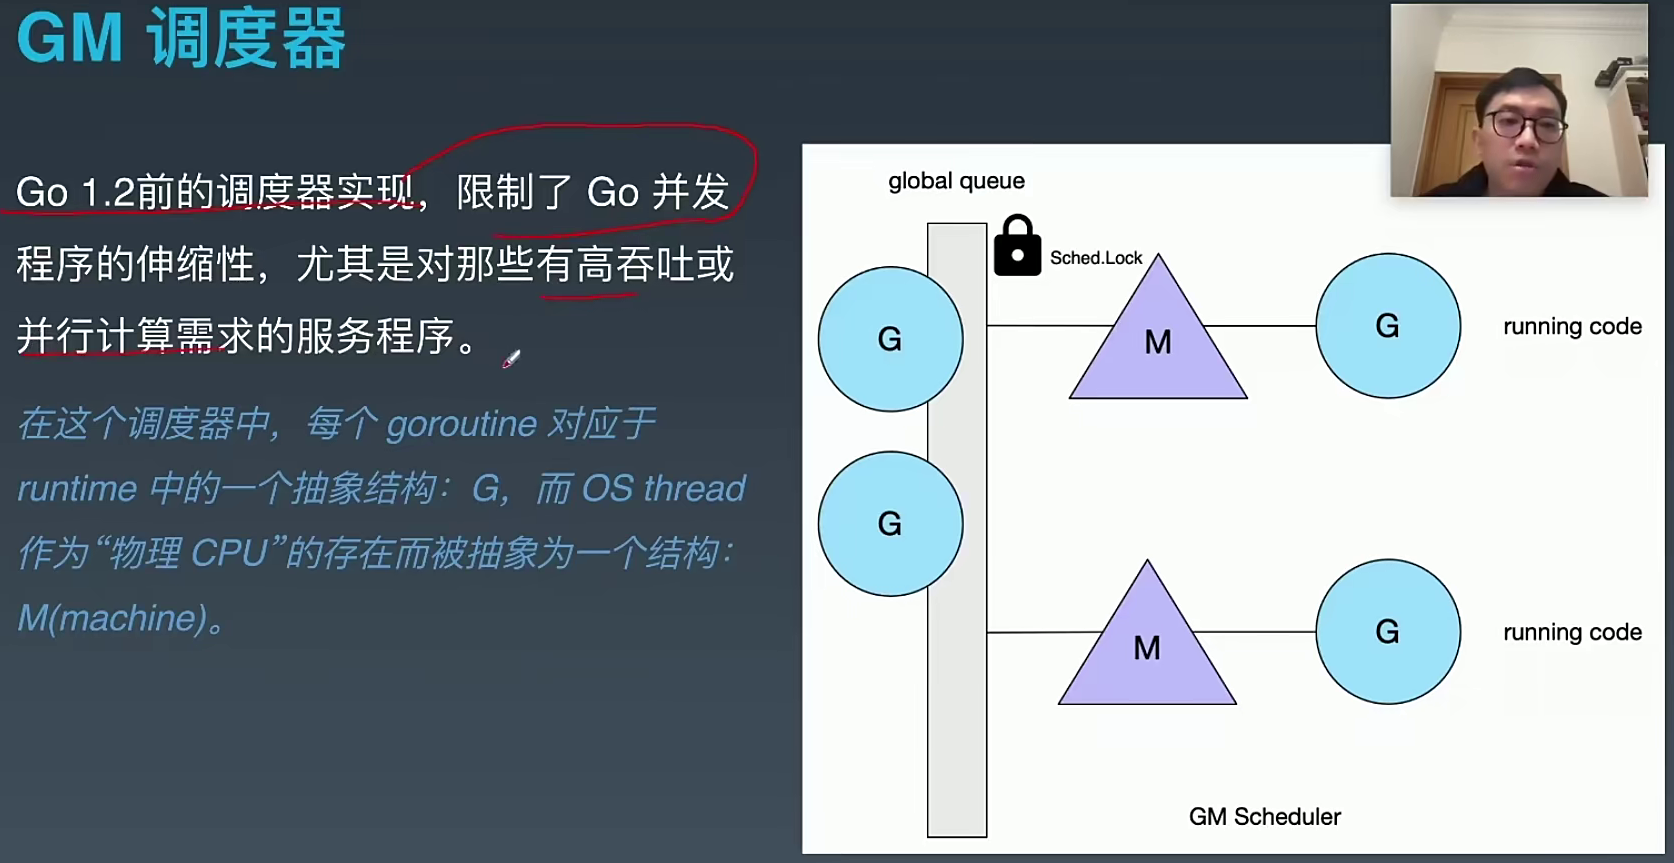 GM 调度器
Go 1.2前的调度器实现，限制了 Go 并发
程序的伸缩性，尤其是对那些有高吞吐或
并行计算需求的服务程序。
在这个调度器中，每个 goroutine 对应于
runtime 中的一个抽象结构：G，而 OS thread
作为“物理 CPU”的存在而被抽象为一个结构：
M(machine)。
global queue
Sched.Lock
G
M
G
running code
G
M
G
running code
GM Scheduler